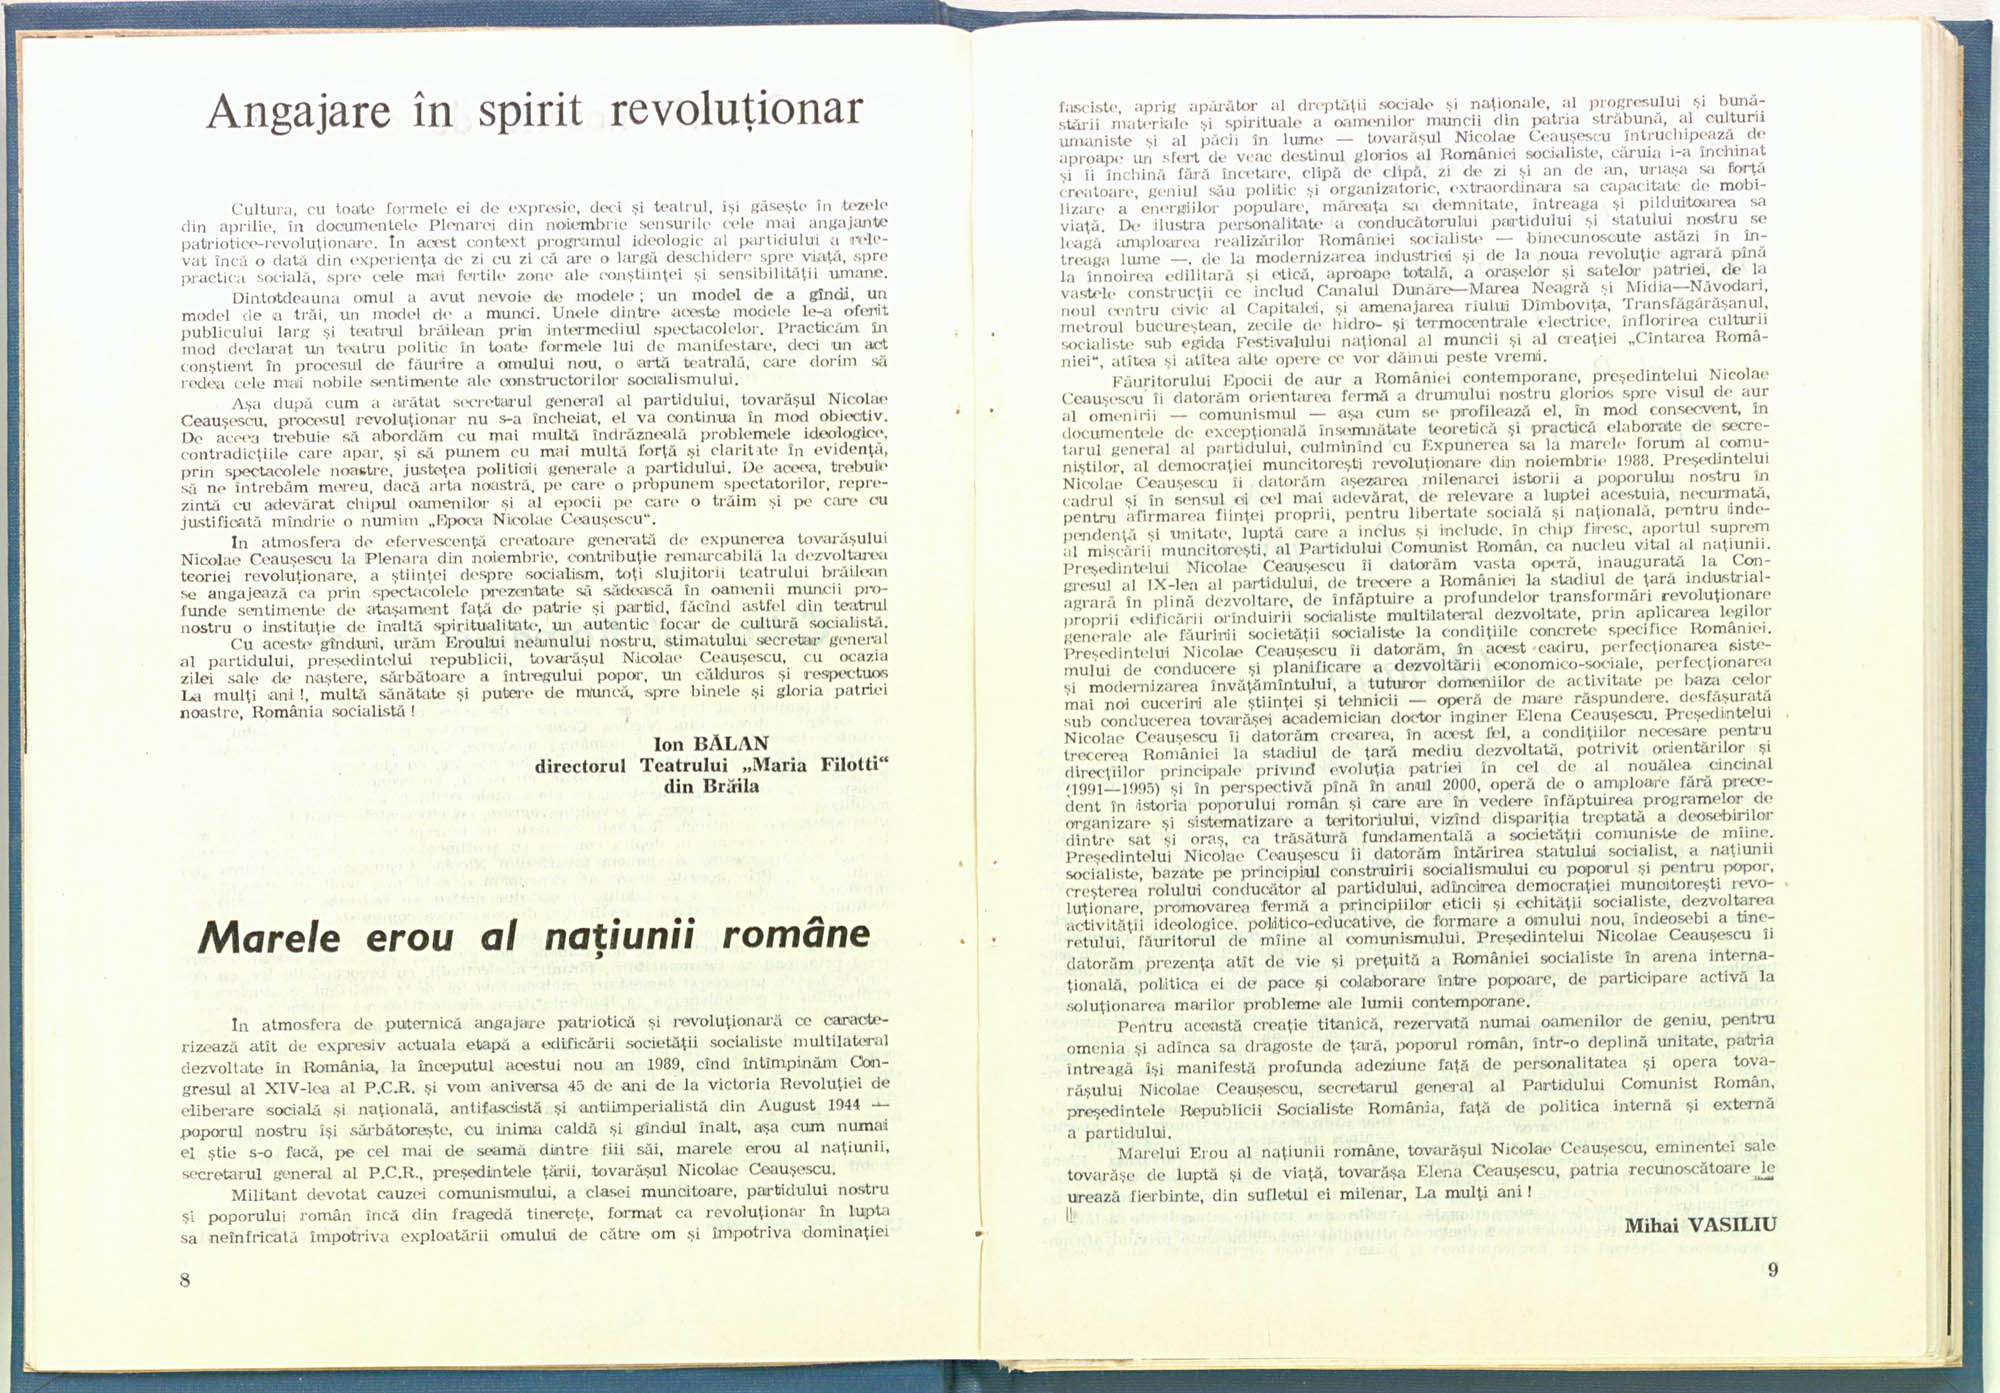 Angajare în spirit revoluționar
Cultura, cu toate formele ei de expresie, deci și teatrul, își găsește în tezele
din aprilie, în documentele Plenarei din noiembrie sensurile cele mai angajante
patriotice-revoluționare. În acest context programul ideologic al partidului a rele-
vat încă o dată din experiența de zi cu zi că are o largă deschidere spre viață, spre
practica socială, spre cele mai fertile zone ale conștiinței și sensibilității umane.
Dintotdeauna omul a avut nevoie de modele ; un model de a gîndi, un
model de a trăi, un model de a munci. Unele dintre aceste modele le-a oferit
publicului larg și teatrul brăilean prin intermediul spectacolelor. Practicăm în
mod declarat un teatru politic în toate formele lui de manifestare, deci un act
conștient în procesul de făurire a omului nou, o artă teatrală, care dorim să
redea cele mai nobile sentimente ale constructorilor socialismului.
Așa după cum a arătat secretarul general al partidului, tovarășul Nicolae
Ceaușescu, procesul revoluționar nu s-a încheiat, el va continua în mod obiectiv.
De aceea trebuie să abordăm cu mai multă îndrăzneală problemele ideologice,
contradicțiile care apar, și să punem cu mai multă forță și claritate în evidență,
prin spectacolele noastre, justețea politicii generale a partidului. De aceea, trebuie
să ne întrebăm mereu, dacă arta noastră, pe care o propunem spectatorilor, repre-
zintă cu adevărat chipul oamenilor și al epocii pe care o trăim și pe care cu
justificată mîndrie o numim „Epoca Nicolae Ceaușescu“.
În atmosfera de efervescență creatoare generată de expunerea tovarășului
Nicolae Ceaușescu la Plenara din noiembrie, contribuție remarcabilă la dezvoltarea
teoriei revoluționare, a științei despre socialism, toți slujitorii teatrului brăilean
se angajează ca prin spectacolele prezentate să sădească în oamenii muncii pro-
funde sentimente de atașament față de patrie și partid, făcînd astfel din teatrul
nostru o instituție de înaltă spiritualitate, un autentic focar de cultură socialistă.
Cu aceste gînduri, urăm Eroului neamului nostru, stimatului secretar general
al partidului, președintelui republicii, tovarășul Nicolae Ceaușescu, cu ocazia
zilei sale de naștere, sărbătoare a întregului popor, un călduros și respectuos
La mulți ani !, multă sănătate și putere de muncă, spre binele și gloria patriei
noastre, România socialistă !
Ion BĂLAN
directorul Teatrului „Maria Filotti“
din Brăila
Marele erou al națiunii române
În atmosfera de puternică angajare patriotică și revoluționară ce caracte-
rizează atît de expresiv actuala etapă a edificării societății socialiste multilateral
dezvoltate în România, la începutul acestui nou an 1989, cînd întîmpinăm Con-
gresul al XIV-lea al P.C.R. și vom aniversa 45 de ani de la victoria Revoluției de
eliberare socială și națională, antifascistă și antiimperialistă din August 1944 —
poporul nostru își sărbătorește, cu inima caldă și gîndul înalt, așa cum numai
el știe s-o facă, pe cel mai de seamă dintre fiii săi, marele erou al națiunii,
secretarul general al P.C.R., președintele țării, tovarășul Nicolae Ceaușescu.
Militant devotat cauzei comunismului, a clasei muncitoare, partidului nostru
și poporului român încă din fragedă tinerețe, format ca revoluționar în lupta
sa neînfricată împotriva exploatării omului de către om și împotriva dominației
8
fasciste, aprig apărător al dreptății sociale și naționale, al progresului și bună-
stării materiale și spirituale a oamenilor muncii din patria străbună, al culturii
umaniste și al păcii în lume — tovarășul Nicolae Ceaușescu întruchipează de
aproape un sfert de veac destinul glorios al României socialiste, căruia i-a închinat
și îi închină fără încetare, clipă de clipă, zi de zi și an de an, uriașa sa forță
creatoare, geniul său politic și organizatoric, extraordinara sa capacitate de mobi-
lizare a energiilor populare, măreața sa demnitate, întreaga și pilduitoarea sa
viață. De ilustra personalitate a conducătorului partidului și statului nostru se
leagă amploarea realizărilor României socialiste — binecunoscute astăzi în în-
treaga lume —, de la modernizarea industriei și de la noua revoluție agrară pînă
la înnoirea edilitară și etică, aproape totală, a orașelor și satelor patriei, de la
vastele construcții ce includ Canalul Dunăre—Marea Neagră și Midia—Năvodari,
noul centru civic al Capitalei, și amenajarea rîului Dîmbovița, Transfăgărășanul,
metroul bucureștean, zecile de hidro- și termocentrale electrice, înflorirea culturii
socialiste sub egida Festivalului național al muncii și al creației „Cîntarea Româ-
niei“, atîtea și atîtea alte opere ce vor dăinui peste vremi.
Făuritorului Epocii de aur a României contemporane, președintelui Nicolae
Ceaușescu îi datorăm orientarea fermă a drumului nostru glorios spre visul de aur
al omenirii — comunismul — așa cum se profilează el, în mod consecvent, în
documentele de excepțională însemnătate teoretică și practică elaborate de secre-
tarul general al partidului, culminînd cu Expunerea sa la marele forum al comu-
niștilor, al democrației muncitorești revoluționare din noiembrie 1988. Președintelui
Nicolae Ceaușescu îi datorăm așezarea milenarei istorii a poporului nostru în
cadrul și în sensul ei cel mai adevărat, de relevare a luptei acestuia, necurmată,
pentru afirmarea ființei proprii, pentru libertate socială și națională, pentru inde-
pendență și unitate, luptă care a inclus și include, în chip firesc, aportul suprem
al mișcării muncitorești, al Partidului Comunist Român, ca nucleu vital al națiunii.
Președintelui Nicolae Ceaușescu îi datorăm vasta operă, inaugurată la Con-
gresul al IX-lea al partidului, de trecere a României la stadiul de țară industrial-
agrară în plină dezvoltare, de înfăptuire a profundelor transformări revoluționare
proprii edificării orînduirii socialiste multilateral dezvoltate, prin aplicarea legilor
generale ale făuririi societății socialiste la condițiile concrete specifice României.
Președintelui Nicolae Ceaușescu îi datorăm, în acest cadru, perfecționarea siste-
mului de conducere și planificare a dezvoltării economico-sociale, perfecționarea
și modernizarea învățămîntului, a tuturor domeniilor de activitate pe baza celor
mai noi cuceriri ale științei și tehnicii — operă de mare răspundere, desfășurată
sub conducerea tovarășei academician doctor inginer Elena Ceaușescu. Președintelui
Nicolae Ceaușescu îi datorăm crearea, în acest fel, a condițiilor necesare pentru
trecerea României la stadiul de țară mediu dezvoltată, potrivit orientărilor și
direcțiilor principale privind evoluția patriei în cel de al nouălea cincinal
(1991—1995) și în perspectivă pînă în anul 2000, operă de o amploare fără prece-
dent în istoria poporului român și care are în vedere înfăptuirea programelor de
organizare și sistematizare a teritoriului, vizînd dispariția treptată a deosebirilor
dintre sat și oraș, ca trăsătură fundamentală a societății comuniste de mîine.
Președintelui Nicolae Ceaușescu îi datorăm întărirea statului socialist, a națiunii
socialiste, bazate pe principiul construirii socialismului cu poporul și pentru popor,
creșterea rolului conducător al partidului, adîncirea democrației muncitorești revo-
luționare, promovarea fermă a principiilor eticii și echității socialiste, dezvoltarea
activității ideologice, politico-educative, de formare a omului nou, îndeosebi a tine-
retului, făuritorul de mîine al comunismului. Președintelui Nicolae Ceaușescu îi
datorăm prezența atît de vie și prețuită a României socialiste în arena interna-
țională, politica ei de pace și colaborare între popoare, de participare activă la
soluționarea marilor probleme ale lumii contemporane.
Pentru această creație titanică, rezervată numai oamenilor de geniu, pentru
omenia și adînca sa dragoste de țară, poporul român, într-o deplină unitate, patria
întreagă își manifestă profunda adeziune față de personalitatea și opera tova-
rășului Nicolae Ceaușescu, secretarul general al Partidului Comunist Român,
președintele Republicii Socialiste România, față de politica internă și externă
a partidului.
Marelui Erou al națiunii române, tovarășul Nicolae Ceaușescu, eminentei sale
tovarășe de luptă și de viață, tovarășa Elena Ceaușescu, patria recunoscătoare le
urează fierbinte, din sufletul ei milenar, La mulți ani !
Mihai VASILIU
9